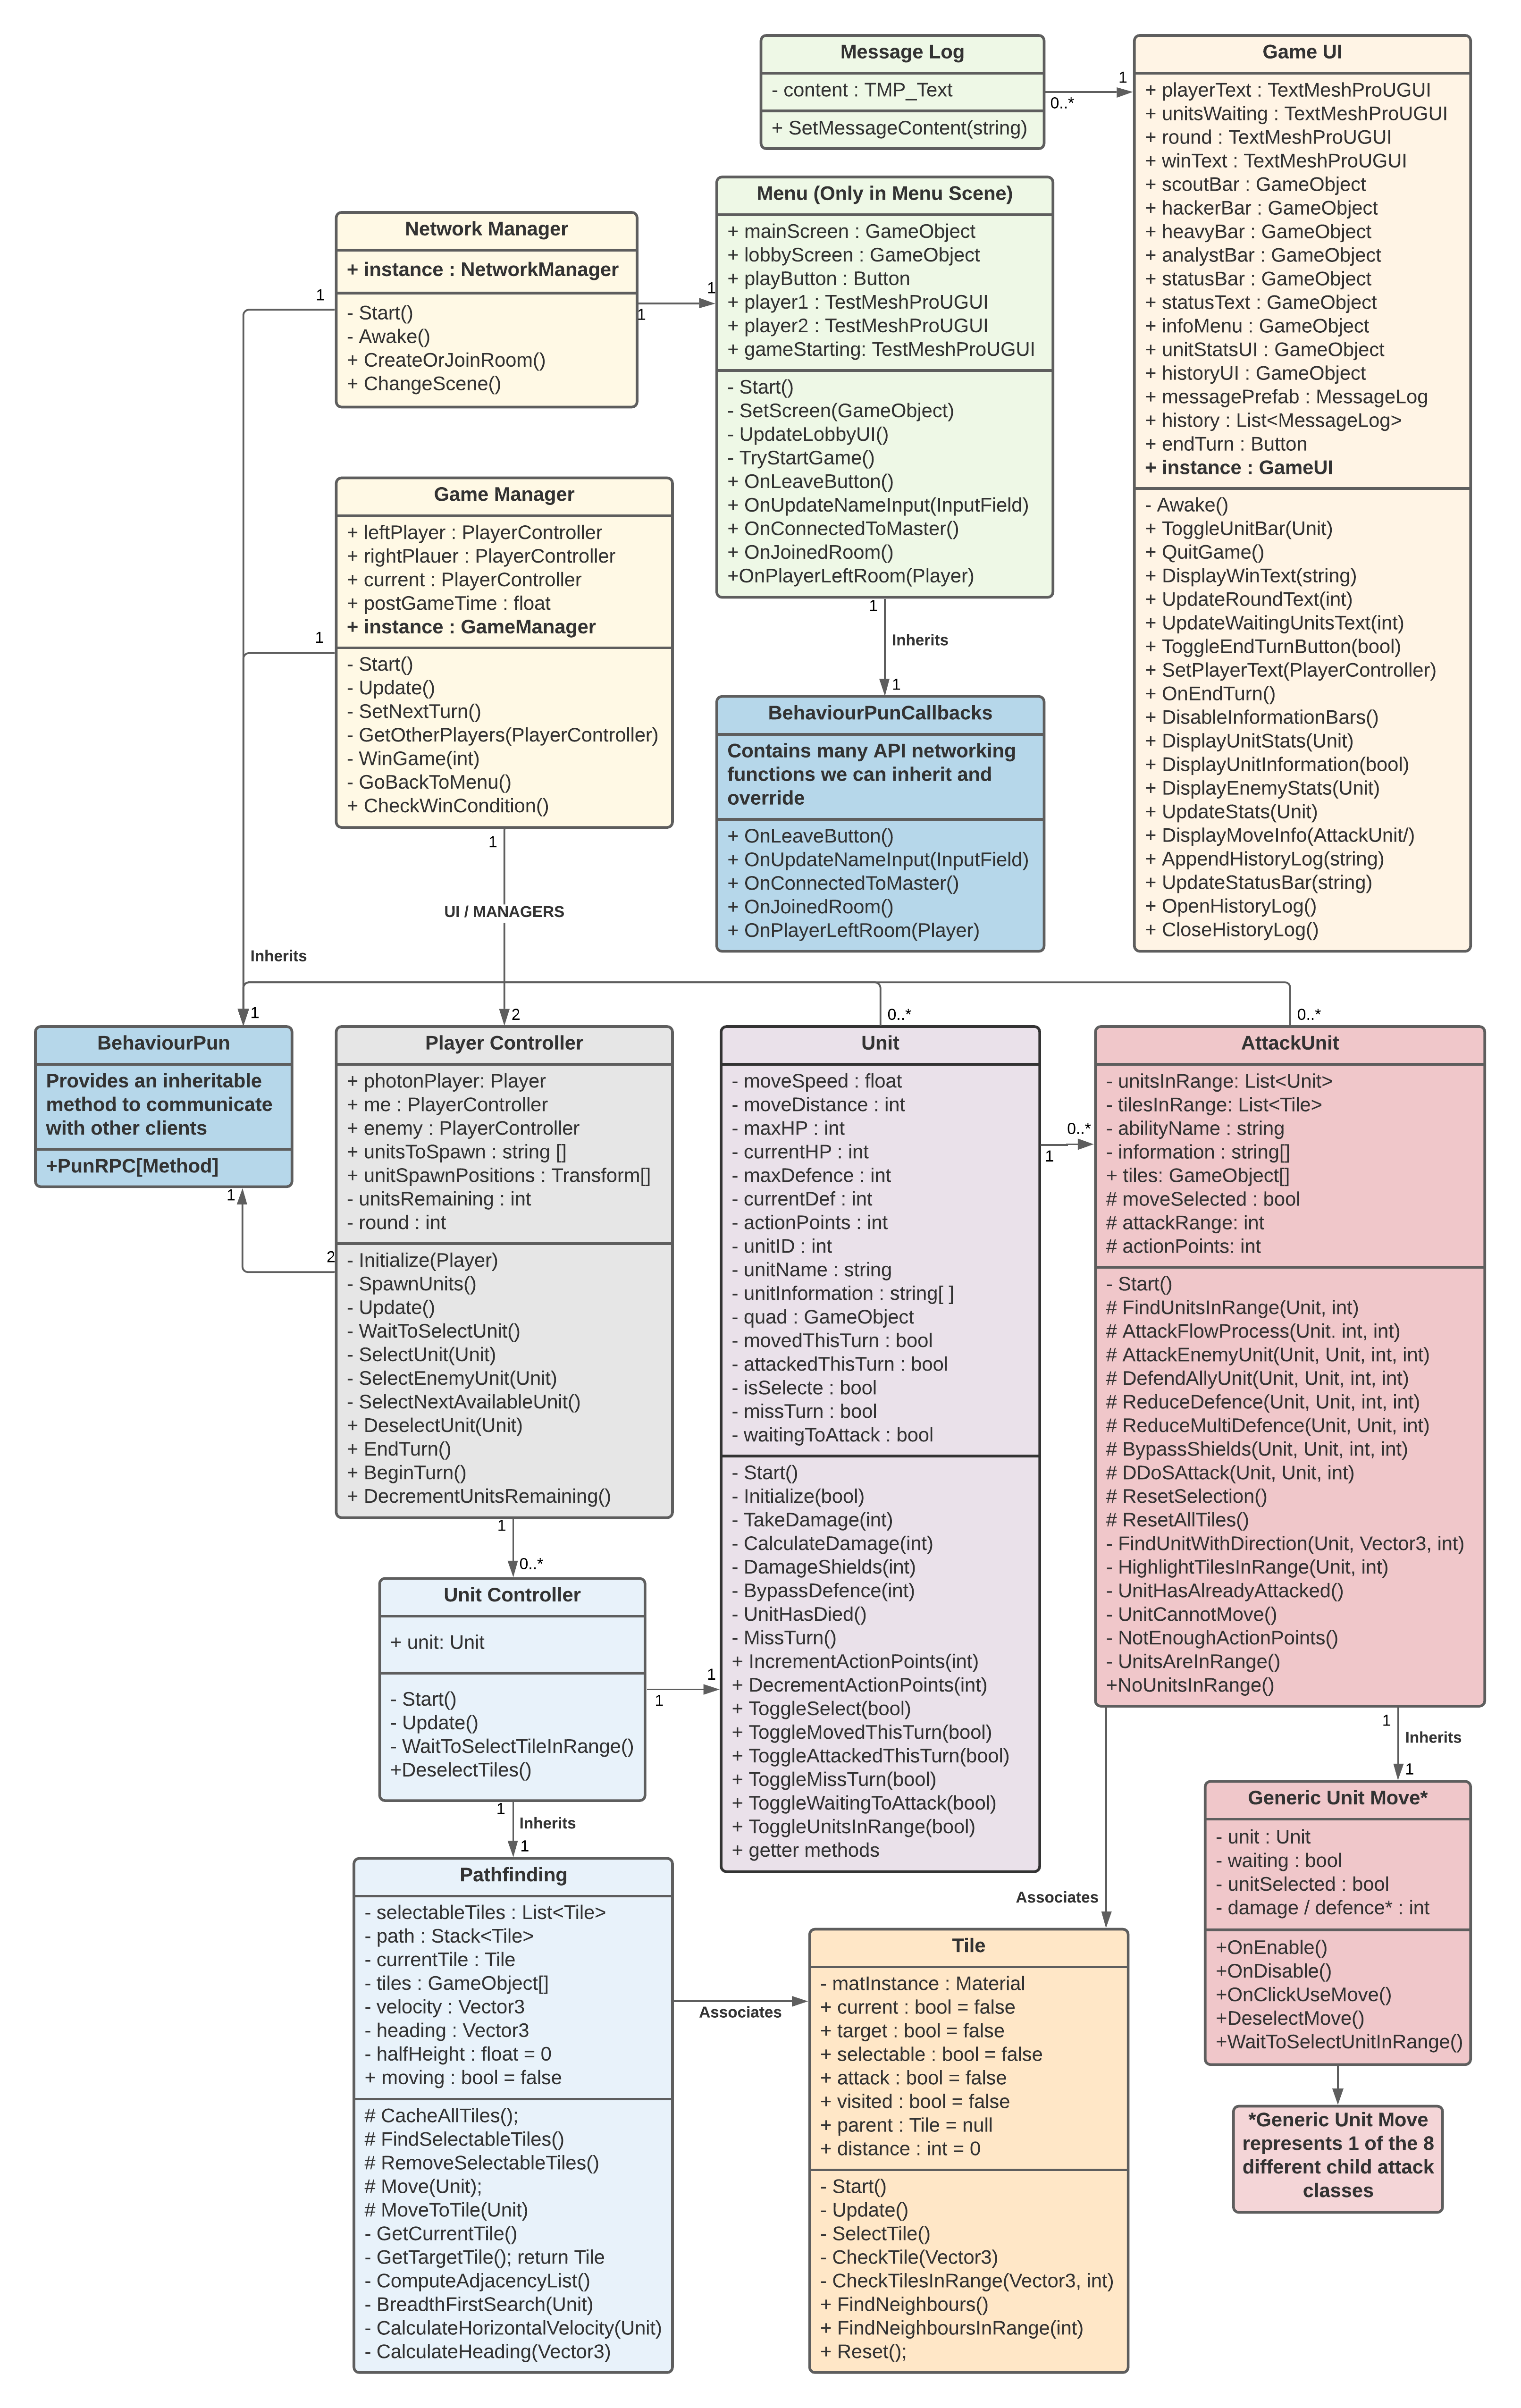 Message Log
- content : TMP_Text
+ SetMessageContent(string)
0..*
1
Game UI
+ playerText : TextMeshProUGUI
+ unitsWaiting : TextMeshProUGUI
+ round : TextMeshProUGUI
+ winText : TextMeshProUGUI
+ scoutBar : GameObject
+ hackerBar : GameObject
+ heavyBar : GameObject
+ analystBar : GameObject
+ statusBar : GameObject
+ statusText : GameObject
+ infoMenu : GameObject
+ unitStatsUI : GameObject
+ historyUI : GameObject
+ messagePrefab : MessageLog
+ history : List<MessageLog>
+ endTurn : Button
+ instance : GameUI
- Awake()
+ ToggleUnitBar(Unit)
+ QuitGame()
+ DisplayWinText(string)
+ UpdateRoundText(int)
+ UpdateWaitingUnitsText(int)
+ ToggleEndTurnButton(bool)
+ SetPlayerText(PlayerController)
+ OnEndTurn()
+ DisableInformationBars()
+ DisplayUnitStats(Unit)
+ DisplayUnitInformation(bool)
+ DisplayEnemyStats(Unit)
+ UpdateStats(Unit)
+ DisplayMoveInfo(AttackUnit/)
+ AppendHistoryLog(string)
+ UpdateStatusBar(string)
+ OpenHistoryLog()
+ CloseHistoryLog()
Network Manager
+ instance : NetworkManager
- Start()
- Awake()
+ CreateOrJoinRoom()
+ ChangeScene()
1
1
1
Menu (Only in Menu Scene)
+ mainScreen : GameObject
+ lobbyScreen : GameObject
+ playButton : Button
+ player1 : TestMeshProUGUI
+ player2 : TestMeshProUGUI
+ gameStarting: TestMeshProUGUI
- Start()
- SetScreen(GameObject)
- UpdateLobbyUI()
- TryStartGame()
+ OnLeaveButton()
+ OnUpdateNameInput(InputField)
+ OnConnectedToMaster()
+ OnJoinedRoom()
+OnPlayerLeftRoom(Player)
1
Inherits
1
BehaviourPunCallbacks
Contains many API networking
functions we can inherit and
override
+ OnLeaveButton()
+ OnUpdateNameInput(InputField)
+ OnConnectedToMaster()
+ OnJoinedRoom()
+ OnPlayerLeftRoom(Player)
Game Manager
+ leftPlayer : PlayerController
+ rightPlauer : PlayerController
+ current : PlayerController
+ postGameTime : float
+ instance : GameManager
- Start()
- Update()
- SetNextTurn()
- GetOtherPlayers(PlayerController)
- WinGame(int)
- GoBackToMenu()
+ CheckWinCondition()
1
1
UI / MANAGERS
2
Inherits
1
BehaviourPun
Provides an inheritable
method to communicate
with other clients
+PunRPC[Method]
1
2
Player Controller
+ photonPlayer: Player
+ me : PlayerController
+ enemy : PlayerController
+ unitsToSpawn : string []
+ unitSpawnPositions : Transform[]
- unitsRemaining : int
- round : int
- Initialize(Player)
- SpawnUnits()
- Update()
- WaitToSelectUnit()
- SelectUnit(Unit)
- SelectEnemyUnit(Unit)
- SelectNextAvailableUnit()
+ DeselectUnit(Unit)
+ EndTurn()
+ BeginTurn()
+ DecrementUnitsRemaining()
1
0..*
0..*
Unit
- moveSpeed : float
- moveDistance : int
- maxHP : int
- currentHP : int
- maxDefence : int
- currentDef : int
- actionPoints : int
- unitID : int
- unitName : string
- unitInformation : string[ ]
- quad : GameObject
- movedThisTurn : bool
- attackedThisTurn : bool
- isSelecte : bool
- missTurn : bool
- waitingToAttack : bool
- Start()
- Initialize(bool)
- TakeDamage(int)
- CalculateDamage(int)
- DamageShields(int)
- BypassDefence(int)
- UnitHasDied()
- MissTurn()
+ IncrementActionPoints(int)
+ DecrementActionPoints(int)
+ ToggleSelect(bool)
+ ToggleMovedThisTurn(bool)
+ ToggleAttackedThisTurn(bool)
+ ToggleMissTurn(bool)
+ ToggleWaitingToAttack(bool)
+ ToggleUnitsInRange(bool)
+ getter methods
0..*
1
0..*
AttackUnit
- unitsInRange: List<Unit>
- tilesInRange: List<Tile>
- abilityName : string
- information : string[]
+ tiles: GameObject[]
# moveSelected : bool
# attackRange: int
# actionPoints: int
- Start()
# FindUnitsInRange(Unit, int)
# AttackFlowProcess(Unit. int, int)
# AttackEnemyUnit(Unit, Unit, int, int)
# DefendAllyUnit(Unit, Unit, int, int)
# ReduceDefence(Unit, Unit, int, int)
# ReduceMultiDefence(Unit, Unit, int)
# BypassShields(Unit, Unit, int, int)
# DDoSAttack(Unit, Unit, int)
# ResetSelection()
# ResetAllTiles()
- FindUnitWithDirection(Unit, Vector3, int)
- HighlightTilesInRange(Unit, int)
- UnitHasAlreadyAttacked()
- UnitCannotMove()
- NotEnoughActionPoints()
- UnitsAreInRange()
+NoUnitsInRange()
Unit Controller
+ unit: Unit
- Start()
- Update()
- WaitToSelectTileInRange()
+DeselectTiles()
1
1
1
Inherits
1
1
Inherits
1
Pathfinding
- selectableTiles : List<Tile>
- path : Stack<Tile>
- currentTile : Tile
- tiles : GameObject[]
- velocity : Vector3
- heading : Vector3
- halfHeight : float = 0
+ moving : bool = false
# CacheAllTiles();
# FindSelectableTiles()
# RemoveSelectableTiles()
# Move(Unit);
# MoveToTile(Unit)
- GetCurrentTile()
- GetTargetTile(); return Tile
- ComputeAdjacencyList()
- BreadthFirstSearch(Unit)
- CalculateHorizontalVelocity(Unit)
- CalculateHeading(Vector3)
Associates
Associates
Tile
- matInstance : Material
+ current : bool = false
+ target : bool = false
+ selectable : bool = false
+ attack : bool = false
+ visited : bool = false
+ parent : Tile = null
+ distance : int = 0
- Start()
- Update()
- SelectTile()
- CheckTile(Vector3)
- CheckTilesInRange(Vector3, int)
+ FindNeighbours()
+ FindNeighboursInRange(int)
+ Reset();
Generic Unit Move*
- unit : Unit
- waiting : bool
- unitSelected : bool
- damage / defence* : int
+OnEnable()
+OnDisable()
+OnClickUseMove()
+DeselectMove()
+WaitToSelectUnitInRange()
*Generic Unit Move
represents 1 of the 8
different child attack
classes